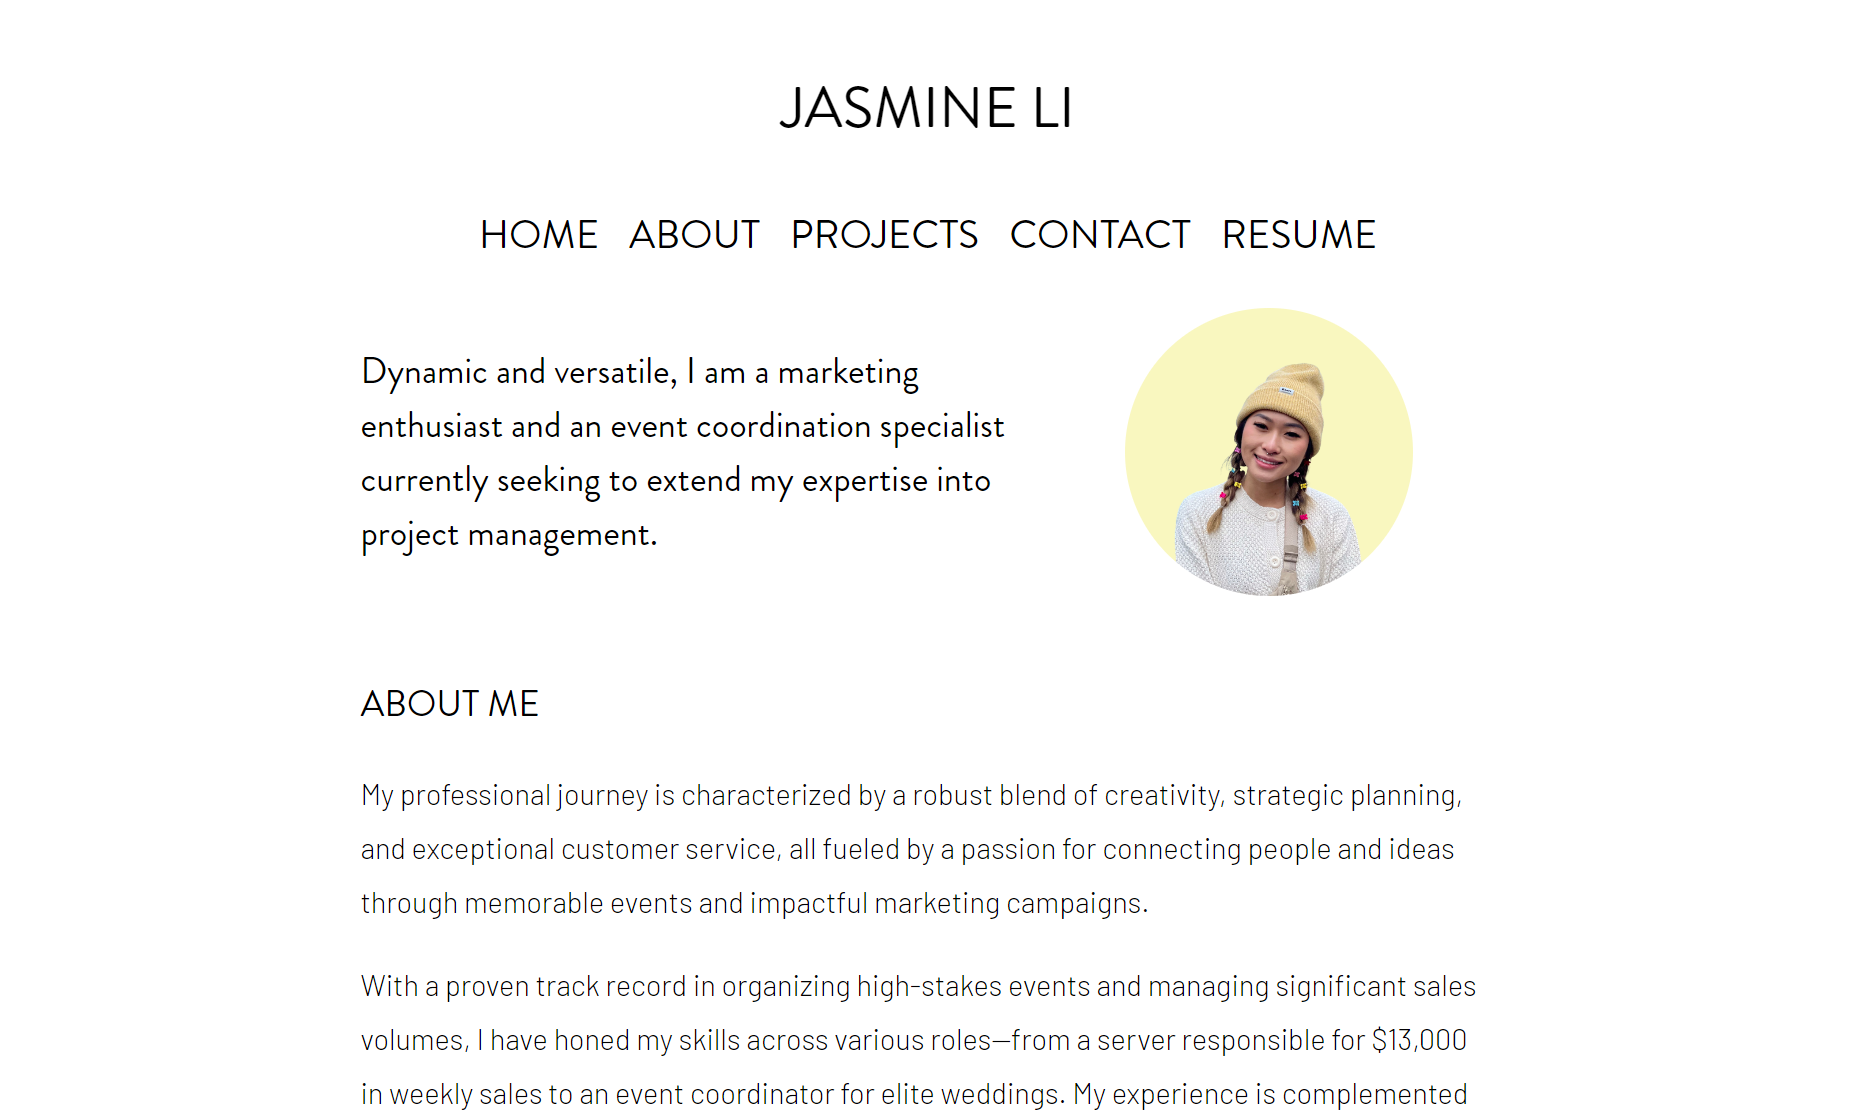 JASMINE LI
HOME ABOUT PROJECTS CONTACT RESUME
Dynamic and versatile, I am a marketing
enthusiast and an event coordination specialist
currently seeking to extend my expertise into
project management.
ABOUT ME
My professional journey is characterized by a robust blend of creativity, strategic planning,
and exceptional customer service, all fueled by a passion for connecting people and ideas
through memorable events and impactful marketing campaigns.
With a proven track record in organizing high-stakes events and managing significant sales
volumes, I have honed my skills across various roles—from a server responsible for $13,000
in weekly sales to an event coordinator for elite weddings. My experience is complemented